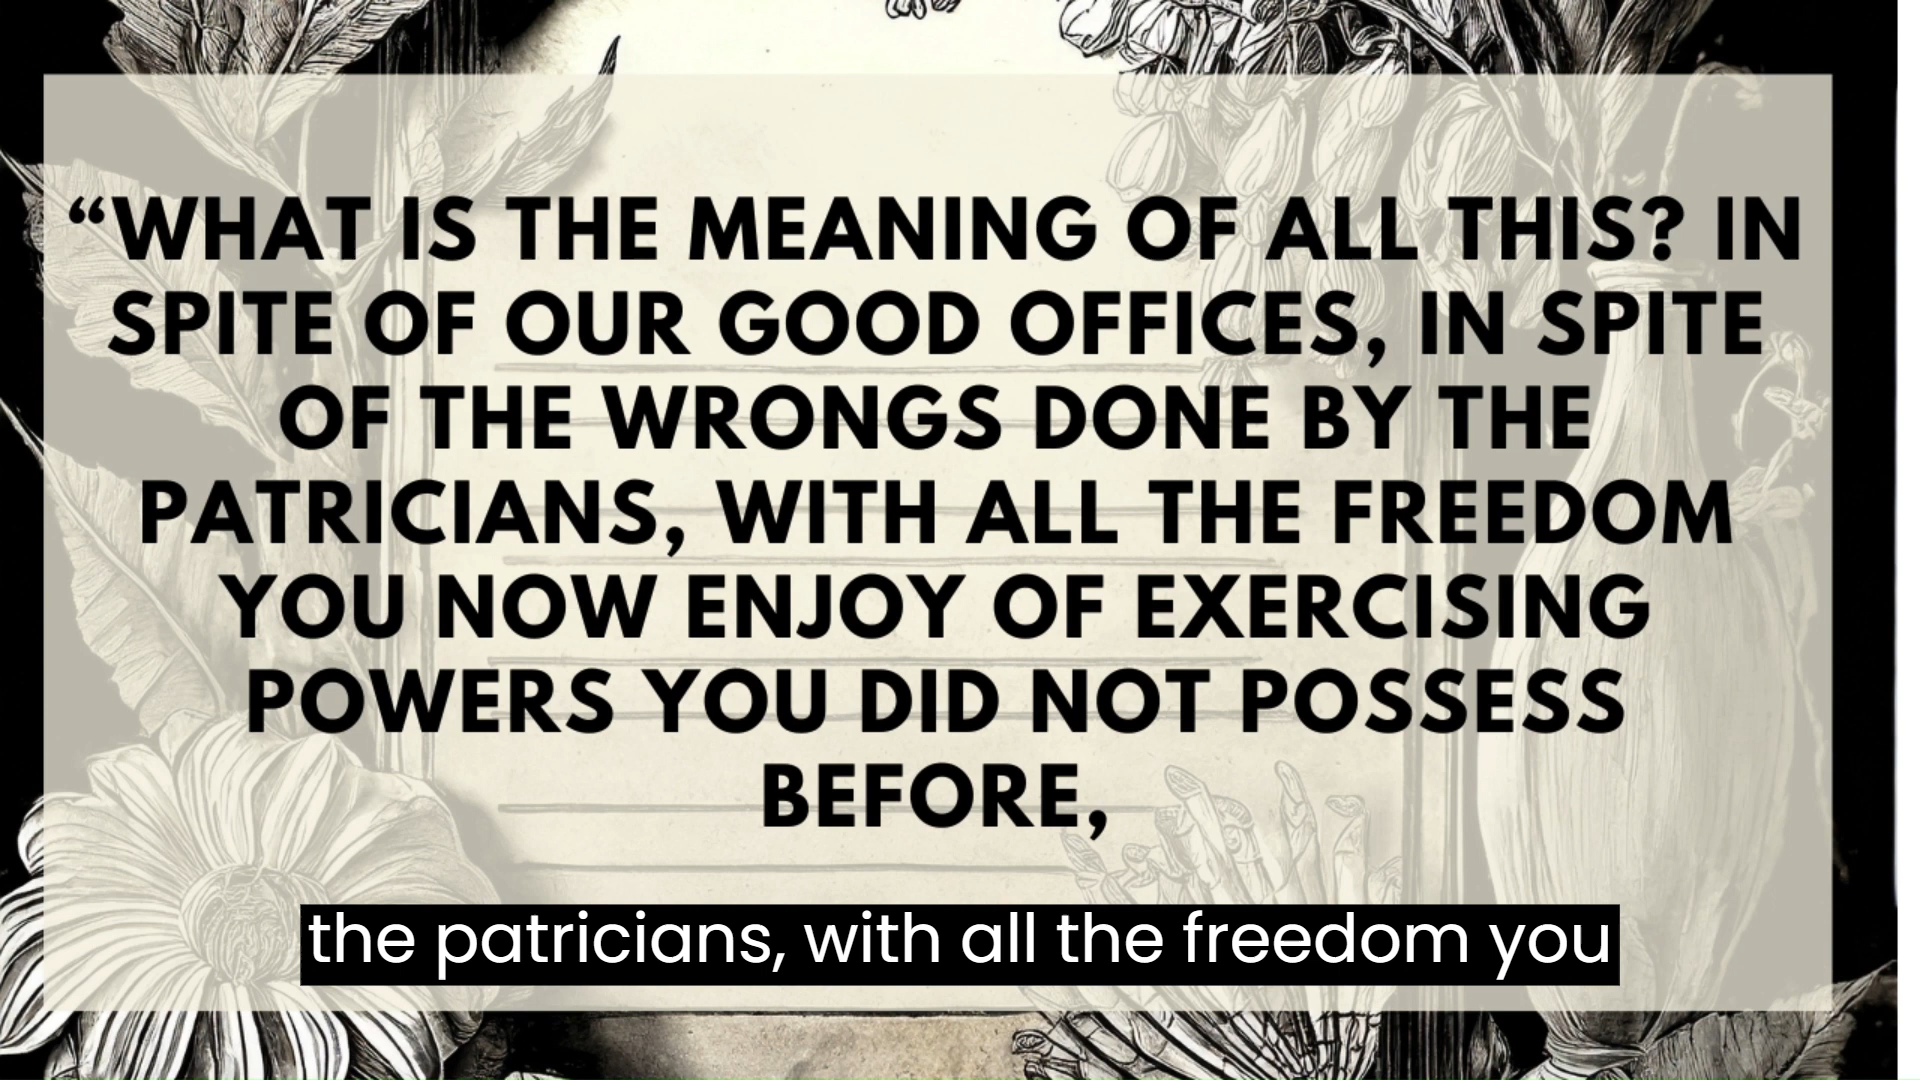 “WHAT IS THE MEANING OF ALL THIS? IN
SPITE OF OUR GOOD OFFICES, IN SPITE
OF THE WRONGS DONE BY THE
PATRICIANS, WITH ALL THE FREEDOM
YOU NOW ENJOY OF EXERCISING
POWERS YOU DID NOT POSSESS
BEFORE,
the patricians, with all the freedom you